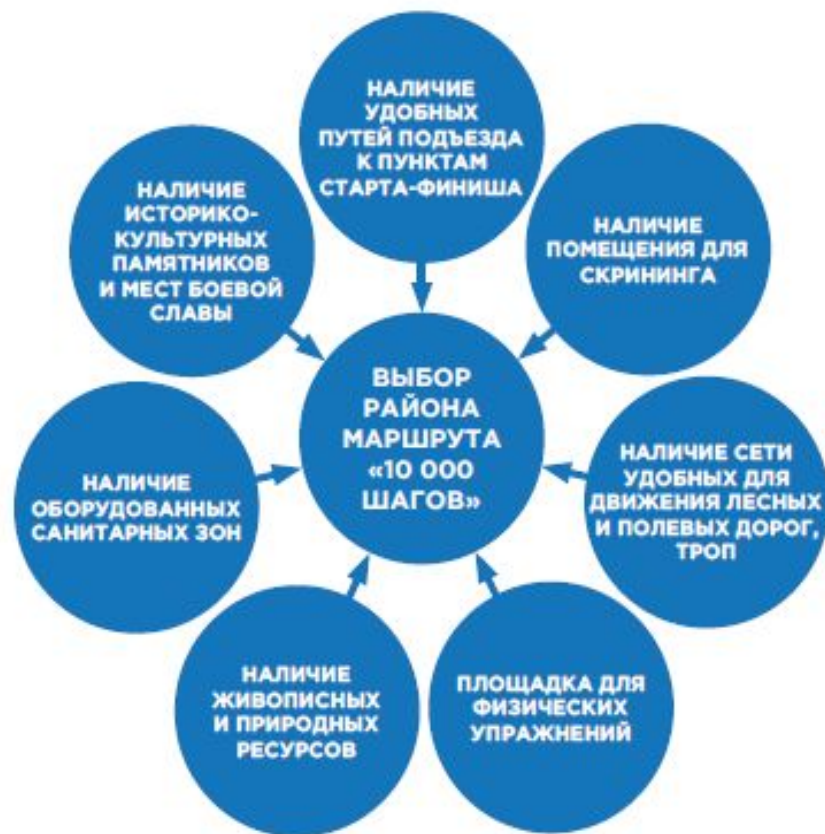 НАЛИЧИЕ
УДОБНЫХ
ПУТЕЙ ПОДЪЕЗДА
К ПУНКТАМ
СТАРТА-ФИНИША
НАЛИЧИЕ
ПОМЕЩЕНИЯ ДЛЯ
СКРИНИНГА
НАЛИЧИЕ СЕТИ
УДОБНЫХ ДЛЯ
ДВИЖЕНИЯ ЛЕСНЫХ
И ПОЛЕВЫХ ДОРОГ,
ТРОП
ПЛОЩАДКА ДЛЯ
ФИЗИЧЕСКИХ
УПРАЖНЕНИЙ
НАЛИЧИЕ
ЖИВОПИСНЫХ
И ПРИРОДНЫХ
РЕСУРСОВ
НАЛИЧИЕ
ОБОРУДОВАННЫХ
САНИТАРНЫХ ЗОН
НАЛИЧИЕ
ИСТОРИКО-
КУЛЬТУРНЫХ
ПАМЯТНИКОВ
И МЕСТ БОЕВОЙ
СЛАВЫ
ВЫБОР
РАЙОНА
МАРШРУТА
«10 000
ШАГОВ»